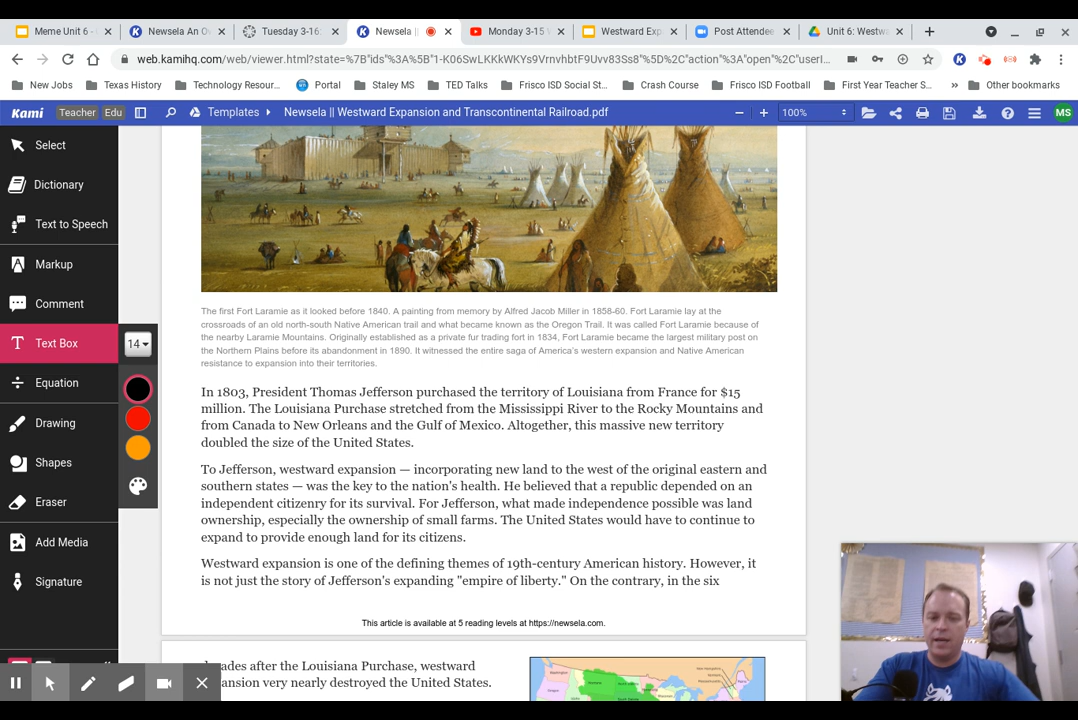 Meme Unit 6 -
Newsela An O
Tuesday 3-16
Newsela ||
Monday 3-15
Westward Exp
Post Attendee
Unit 6: Westw
web.kamihq.com/web/viewer.html?state=%7B"ids"%3A%5B"1-K06SwLKKkWKYs9VrnvhbtF9Uvv83Ss8"%5D%2C"action"%3A"open"%2C"userI...
New Jobs
Texas History
Technology Resour...
Portal
Staley MS
TED Talks
Frisco ISD Social St...
Crash Course
Frisco ISD Football
First Year Teacher S...
»
Other bookmarks
Kami Teacher Edu
Templates
Newsela || Westward Expansion and Transcontinental Railroad.pdf
100%
MS
Select
Dictionary
Text to Speech
Markup
Comment
Text Box
14
Equation
Drawing
Shapes
Eraser
Add Media
Signature
The first Fort Laramie as it looked before 1840. A painting from memory by Alfred Jacob Miller in 1858-60. Fort Laramie lay at the
crossroads of an old north-south Native American trail and what became known as the Oregon Trail. It was called Fort Laramie because of
the nearby Laramie Mountains. Originally established as a private fur trading fort in 1834, Fort Laramie became the largest military post on
the Northern Plains before its abandonment in 1890. It witnessed the entire saga of America's western expansion and Native American
resistance to expansion into their territories.
In 1803, President Thomas Jefferson purchased the territory of Louisiana from France for $15
million. The Louisiana Purchase stretched from the Mississippi River to the Rocky Mountains and
from Canada to New Orleans and the Gulf of Mexico. Altogether, this massive new territory
doubled the size of the United States.
To Jefferson, westward expansion — incorporating new land to the west of the original eastern and
southern states — was the key to the nation's health. He believed that a republic depended on an
independent citizenry for its survival. For Jefferson, what made independence possible was land
ownership, especially the ownership of small farms. The United States would have to continue to
expand to provide enough land for its citizens.
Westward expansion is one of the defining themes of 19th-century American history. However, it
is not just the story of Jefferson's expanding "empire of liberty." On the contrary, in the six
This article is available at 5 reading levels at https://newsela.com.
ades after the Louisiana Purchase, westward
ansion very nearly destroyed the United States.